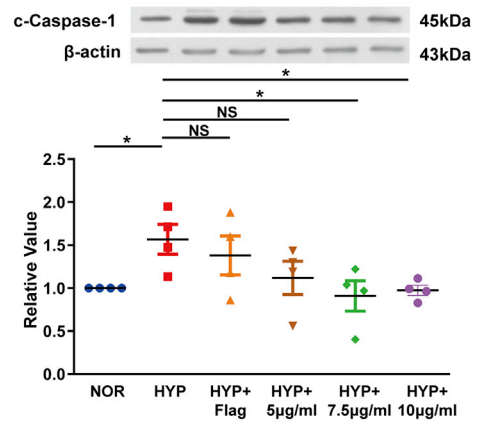 c-Caspase-1 45kDa
β-actin 43kDa
*
*
NS
NS
*
Relative Value
2.5
2.0
1.5
1.0
0.5
0.0
NOR HYP HYP+ HYP+ HYP+ HYP+
Flag 5µg/ml 7.5µg/ml 10µg/ml